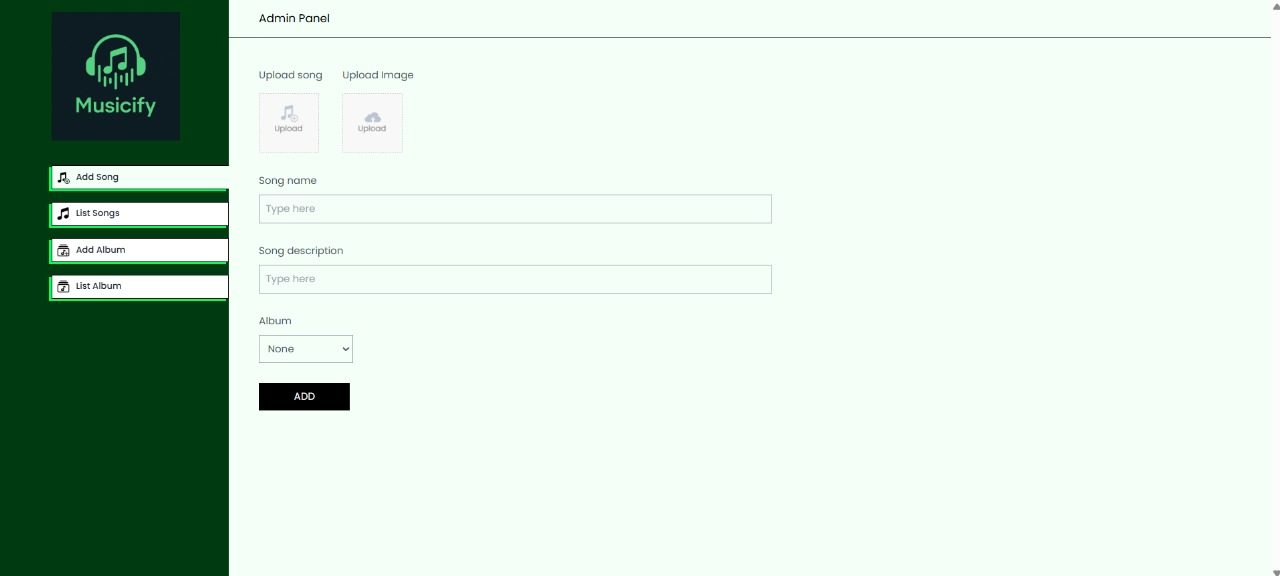 Musicify
Add Song
List Songs
Add Album
List Album
Admin Panel
Upload song
Upload Image
Upload
Upload
Song name
Type here
Song description
Type here
Album
None
ADD